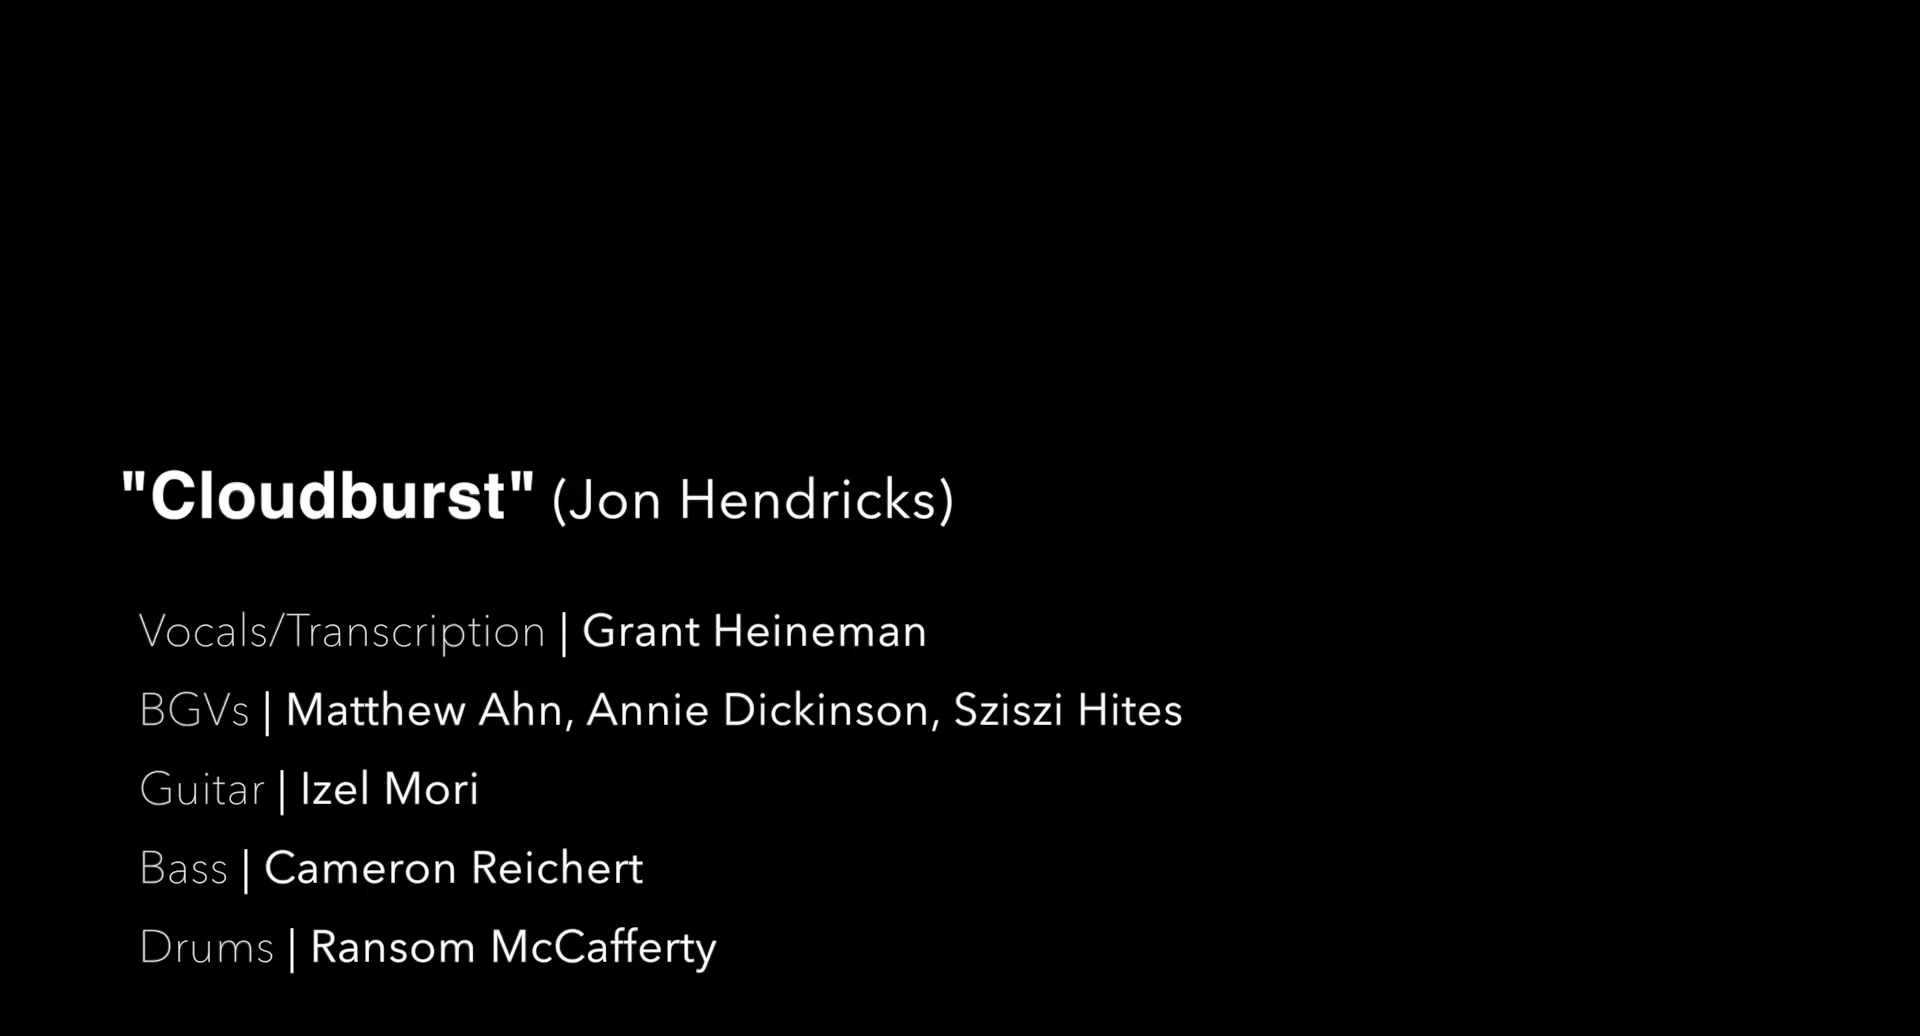 "Cloudburst" (Jon Hendricks)
Vocals/Transcription | Grant Heineman
BGVs | Matthew Ahn, Annie Dickinson, Sziszi Hites
Guitar | Izel Mori
Bass | Cameron Reichert
Drums | Ransom McCafferty